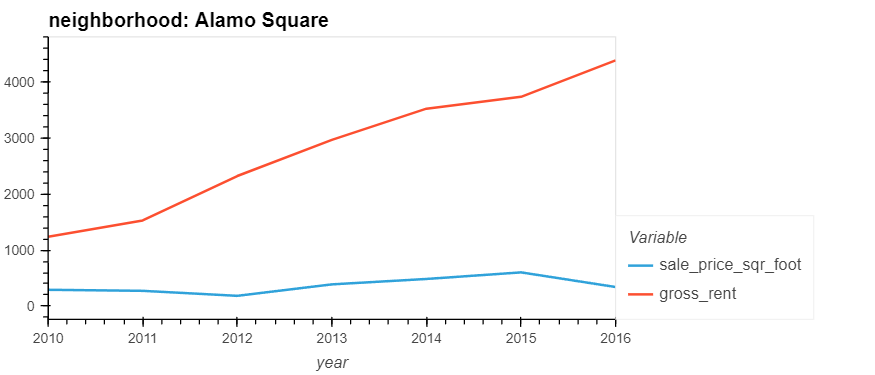 neighborhood: Alamo Square
4000
3000
2000
1000
0
2010 2011 2012 2013 2014 2015 2016
year
Variable
sale_price_sqr_foot
gross_rent